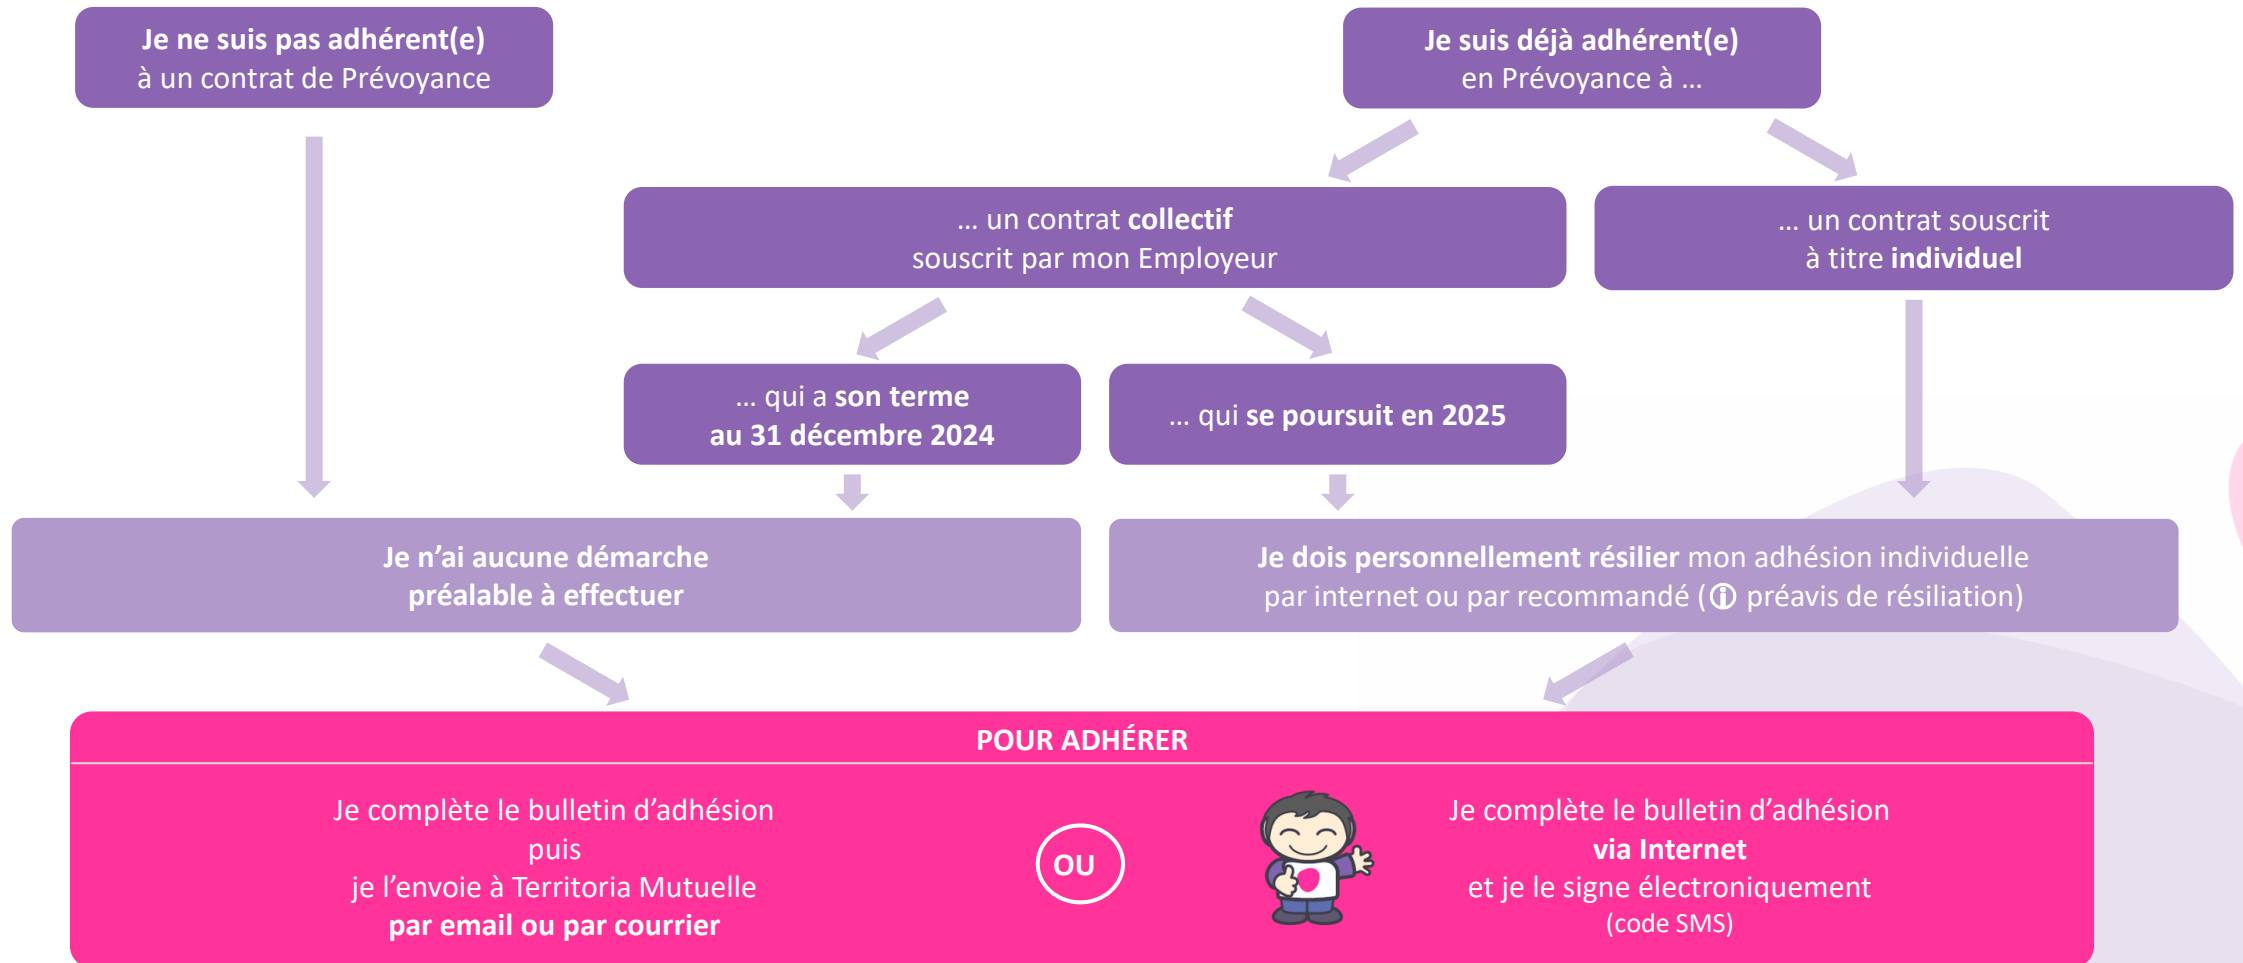 Je ne suis pas adhérent(e)
à un contrat de Prévoyance
Je suis déjà adhérent(e)
en Prévoyance à ...
... un contrat collectif
souscrit par mon Employeur
... un contrat souscrit
à titre individuel
... qui a son terme
au 31 décembre 2024
... qui se poursuit en 2025
Je n'ai aucune démarche
préalable à effectuer
Je dois personnellement résilier mon adhésion individuelle
par internet ou par recommandé (🛈 préavis de résiliation)
POUR ADHÉRER
Je complète le bulletin d'adhésion
puis
je l'envoie à Territoria Mutuelle
par email ou par courrier
OU
Je complète le bulletin d'adhésion
via Internet
et je le signe électroniquement
(code SMS)